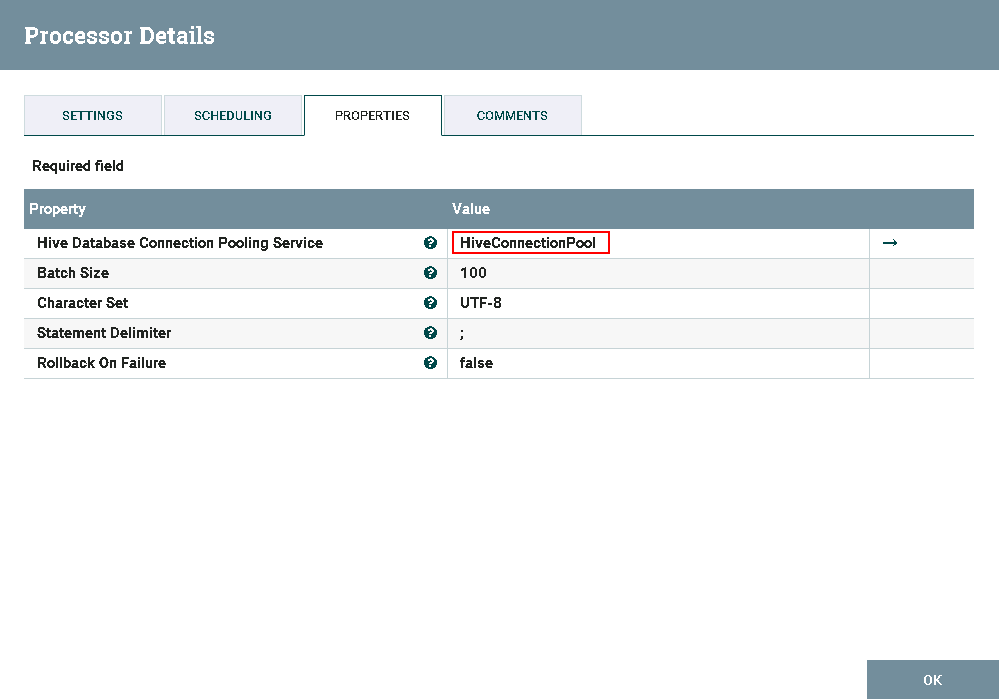 Processor Details
SETTINGS SCHEDULING PROPERTIES COMMENTS
Required field
Property Value
Hive Database Connection Pooling Service ? HiveConnectionPool →
Batch Size ? 100
Character Set ? UTF-8
Statement Delimiter ? ;
Rollback On Failure ? false
OK